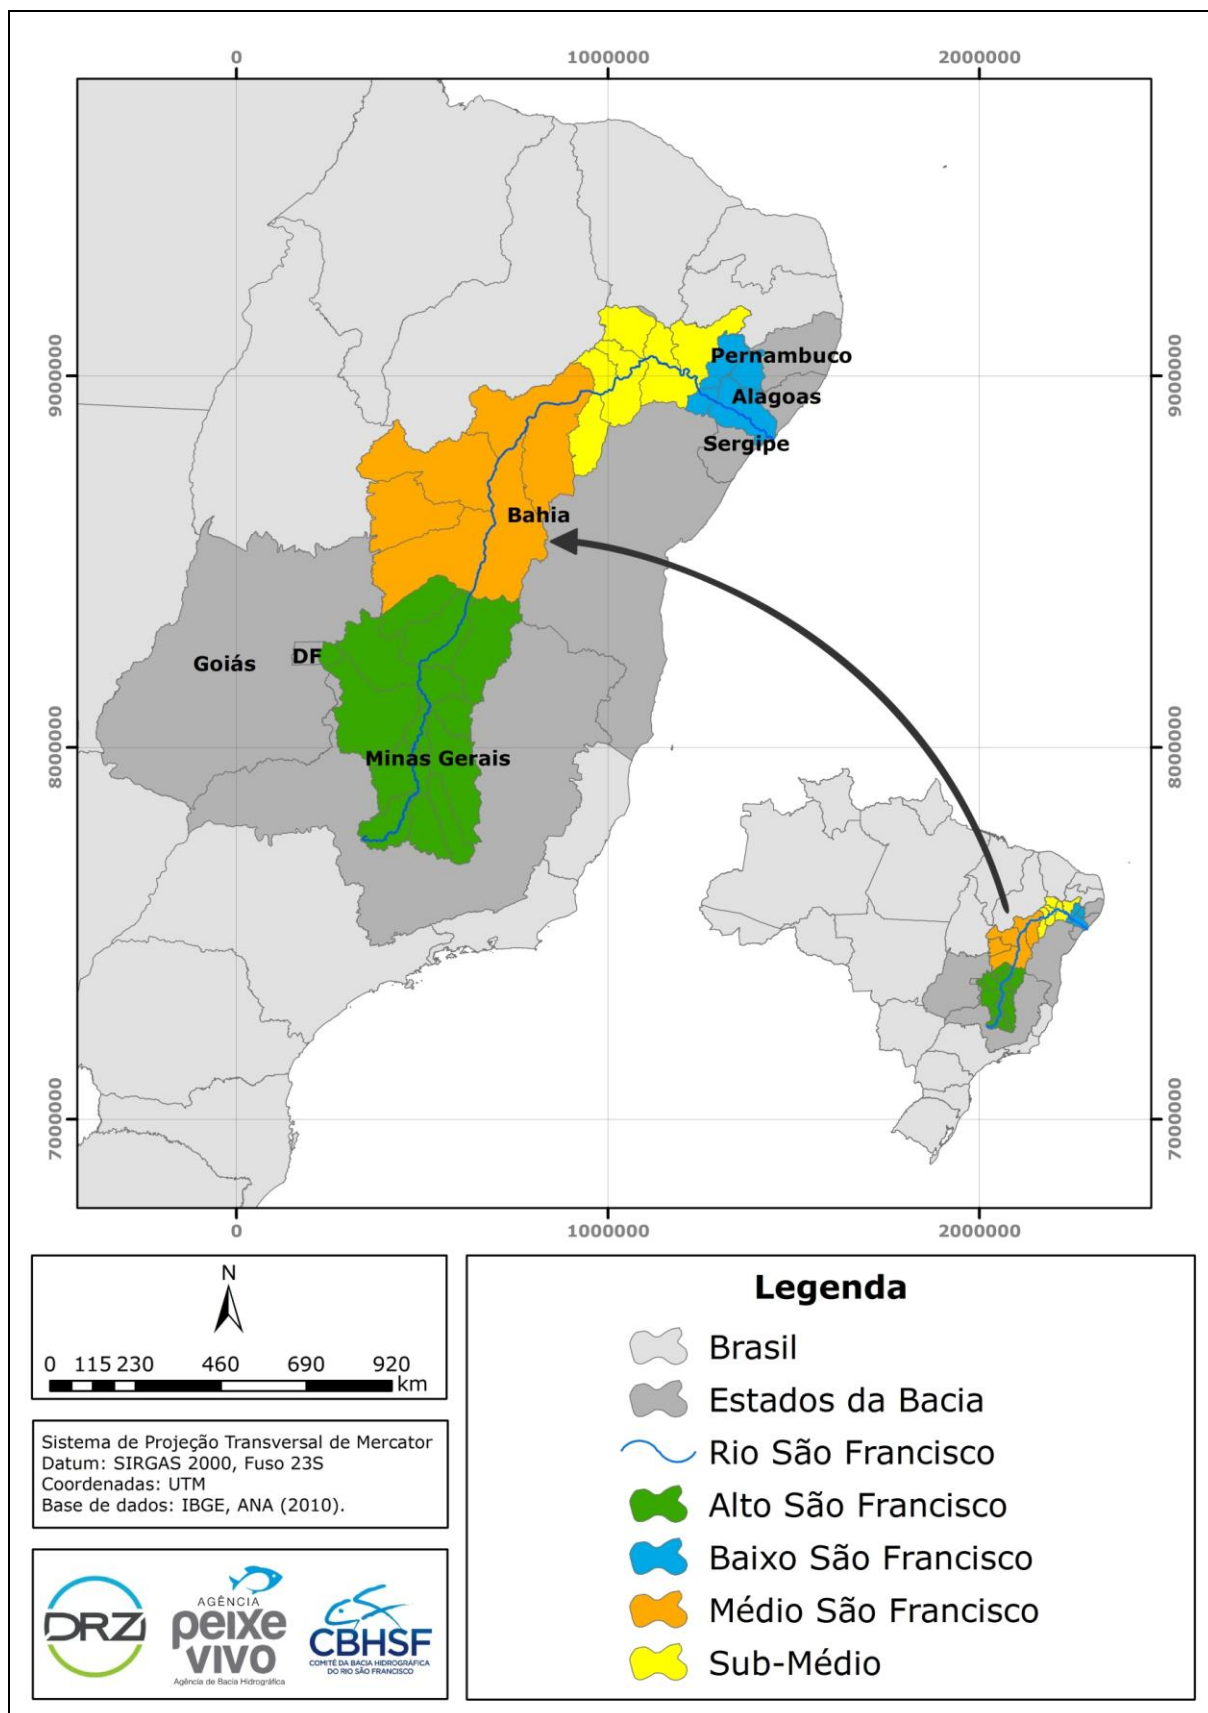 0 1000000 2000000
9000000 9000000
Pernambuco
Alagoas
Sergipe
Bahia
Goiás
DF
8000000 8000000
Minas Gerais
7000000 7000000
0 1000000 2000000
N
0 115 230 460 690 920
km
Sistema de Projeção Transversal de Mercator
Datum: SIRGAS 2000, Fuso 23S
Coordenadas: UTM
Base de dados: IBGE, ANA (2010).
DRZ
AGÊNCIA
peixe
VIVO
Agência de Bacia Hidrográfica
CBHSF
COMITÊ DA BACIA HIDROGRÁFICA
DO RIO SÃO FRANCISCO
Legenda
Brasil
Estados da Bacia
Rio São Francisco
Alto São Francisco
Baixo São Francisco
Médio São Francisco
Sub-Médio